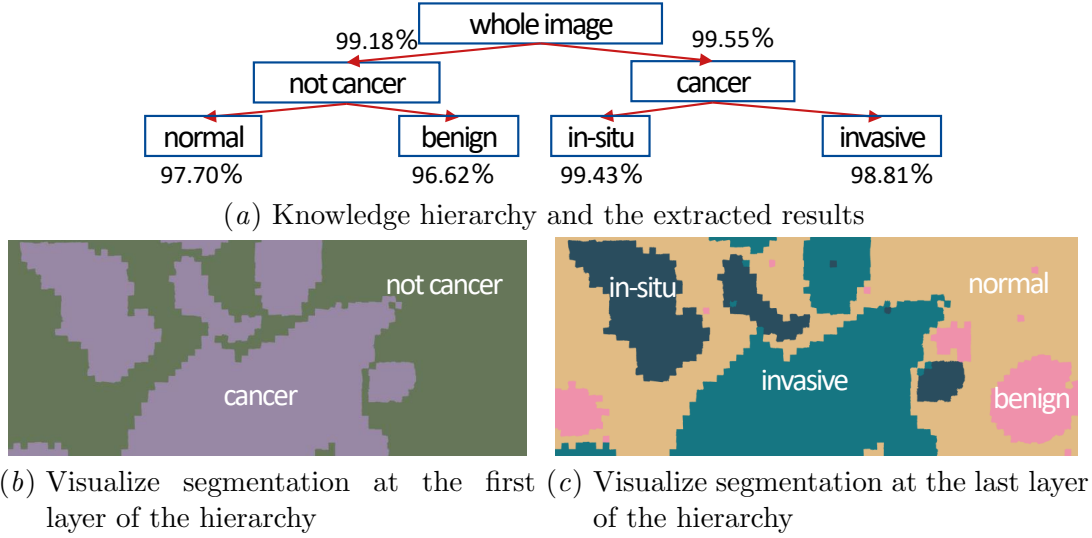 whole image
99.18%
99.55%
not cancer
cancer
normal
benign
in-situ
invasive
97.70%
96.62%
99.43%
98.81%
(a) Knowledge hierarchy and the extracted results
not cancer
cancer
in-situ
normal
invasive
benign
(b) Visualize segmentation at the first
layer of the hierarchy
(c) Visualize segmentation at the last layer
of the hierarchy